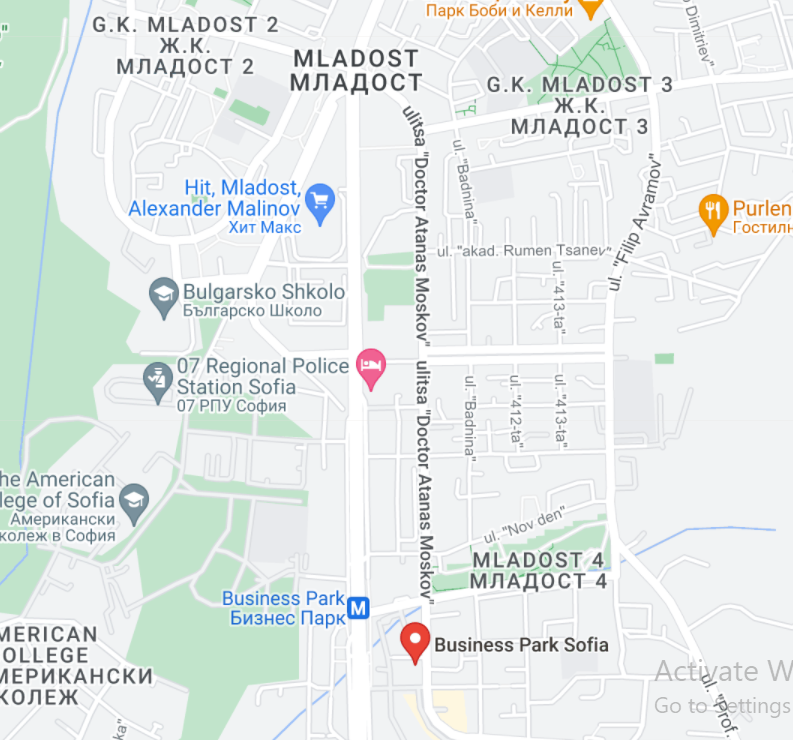 Парк Боби и Келли
Dimitriev"
G.K. MLADOST 2
Ж.К.
МЛАДОСТ 2
MLADOST
МЛАДОСТ
G.K. MLADOST 3
Ж.К.
МЛАДОСТ 3
ulitsa "Doctor Atanas Moskov"
ul. "Badnina"
ul. "Filip Avramov"
Hit, Mladost,
Alexander Malinov
Хит Макс
Purlen
Гостилн
ul. "akad. Rumen Tsanev"
ul. "413-ta"
Bulgarsko Shkolo
Българско Школо
07 Regional Police
Station Sofia
07 РПУ София
ulitsa "Doctor Atanas Moskov"
ul. "Badnina"
ul. "412-ta"
ul. "413-ta"
he American
lege of Sofia
Американски
колеж в София
ul. "Nov den"
MLADOST 4
МЛАДОСТ 4
Business Park
Бизнес Парк
M
Business Park Sofia
MERICAN
OLLEGE
МЕРИКАНСКИ
КОЛЕЖ
Activate W
Go to Settings
ul. "Prof.
ka"